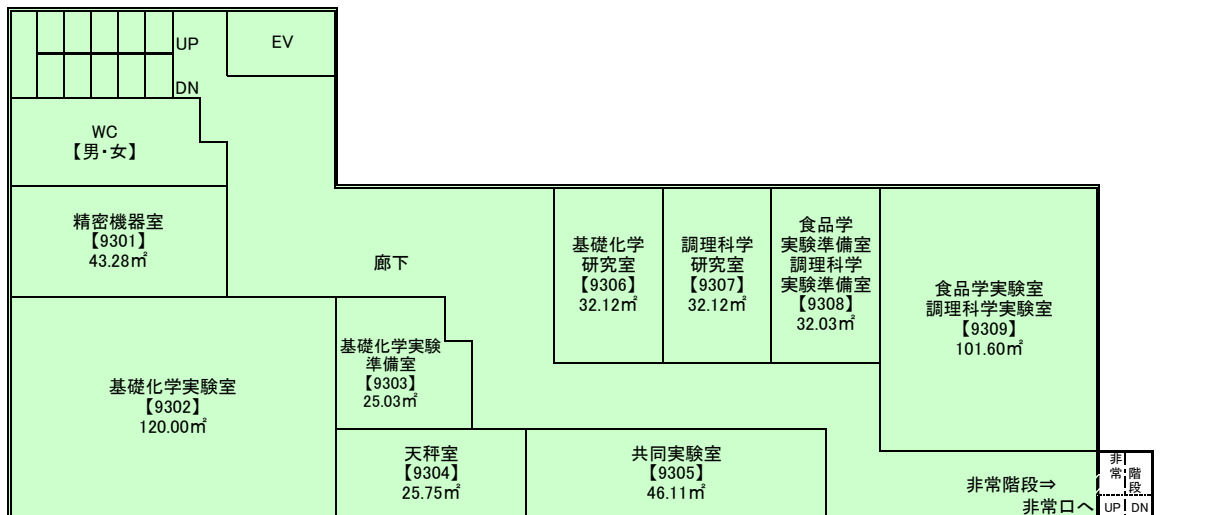 UP
EV
DN
WC
【男・女】
精密機器室
【9301】
43.28㎡
廊下
基礎化学
研究室
【9306】
32.12㎡
調理科学
研究室
【9307】
32.12㎡
食品学
実験準備室
調理科学
実験準備室
【9308】
32.03㎡
食品学実験室
調理科学実験室
【9309】
101.60㎡
基礎化学実験室
【9302】
120.00㎡
基礎化学実験
準備室
【9303】
25.03㎡
天秤室
【9304】
25.75㎡
共同実験室
【9305】
46.11㎡
非常階段⇒
非常口へ
非常
階段
UP
DN